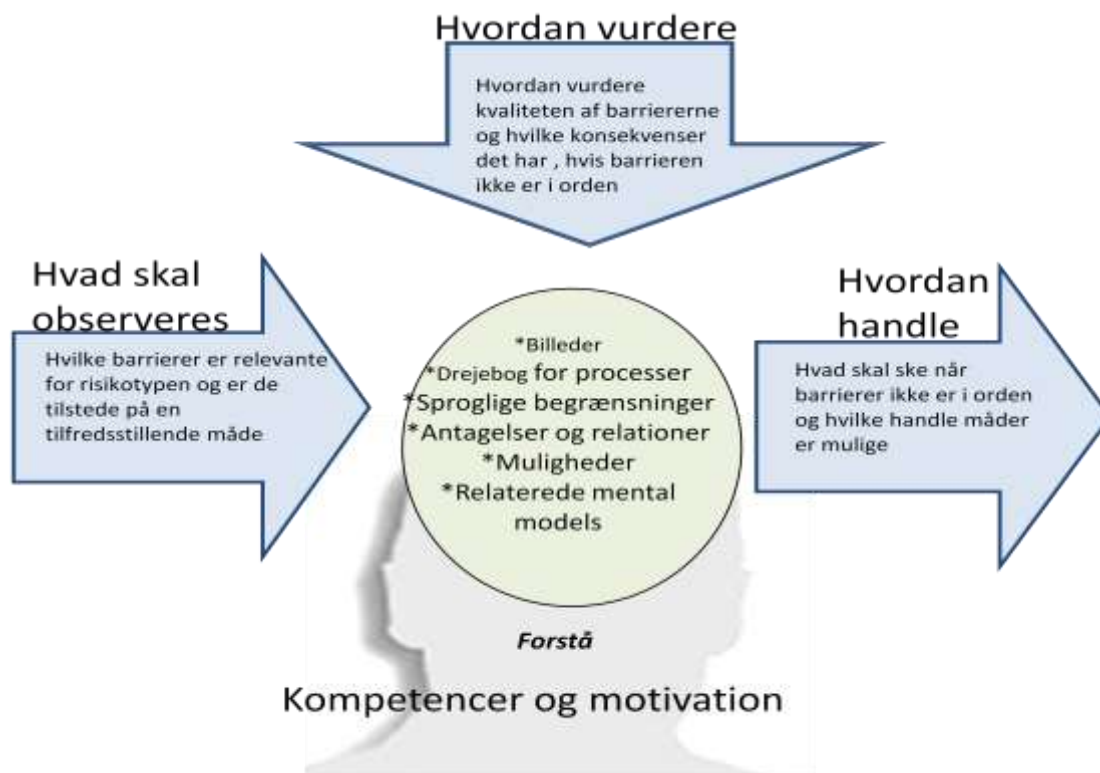 Hvordan vurdere
Hvordan vurdere
kvaliteten af barriererne
og hvilke konsekvenser
det har , hvis barrieren
ikke er i orden
Hvad skal
observeres
Hvilke barrierer er relevante
for risikotypen og er de
tilstede på en
tilfredsstillende måde
*Billeder
*Drejebog for processer
*Sproglige begrænsninger
*Antagelser og relationer
*Muligheder
*Relaterede mental
models
Hvordan
handle
Hvad skal ske når
barrierer ikke er i orden
og hvilke handle måder
er mulige
Forstå
Kompetencer og motivation